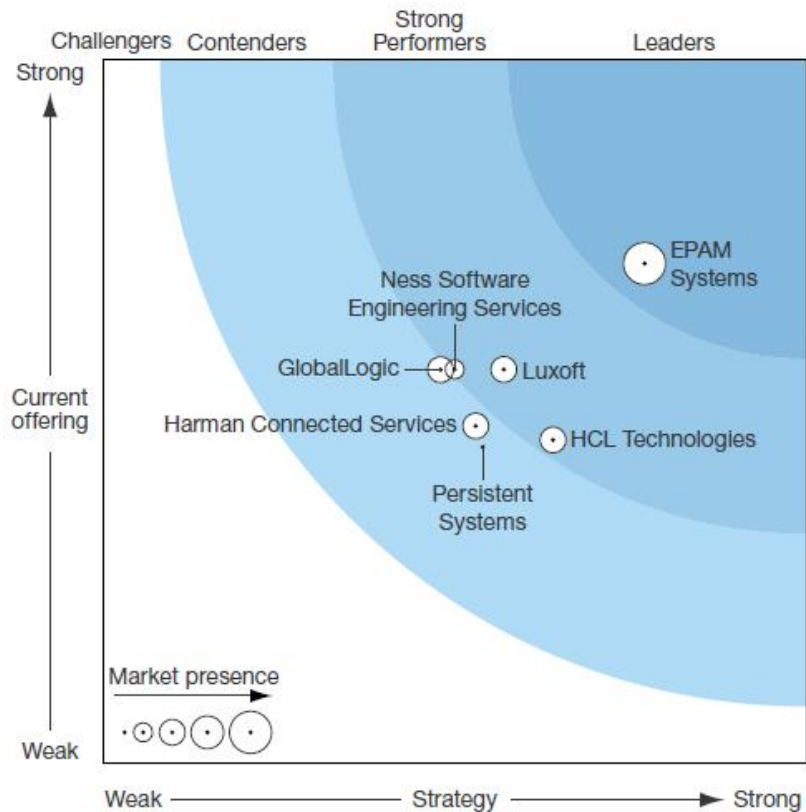 Strong
Challengers Contenders Performers Leaders
Strong
EPAM
Systems
Ness Software
Engineering Services
GlobalLogic
Luxoft
Current
offering
Harman Connected Services
HCL Technologies
Persistent
Systems
Market presence
Weak
Weak Strategy Strong